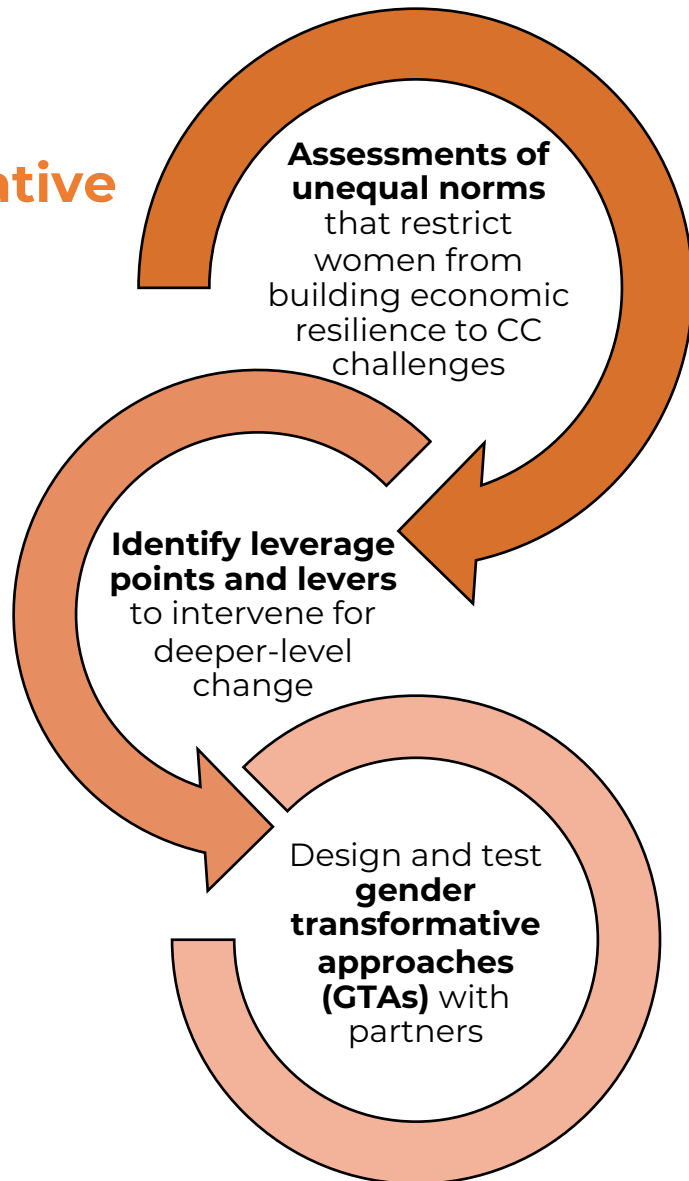 ative
Assessments of
unequal norms
that restrict
women from
building economic
resilience to CC
challenges
Identify leverage
points and levers
to intervene for
deeper-level
change
Design and test
gender
transformative
approaches
(GTAs) with
partners